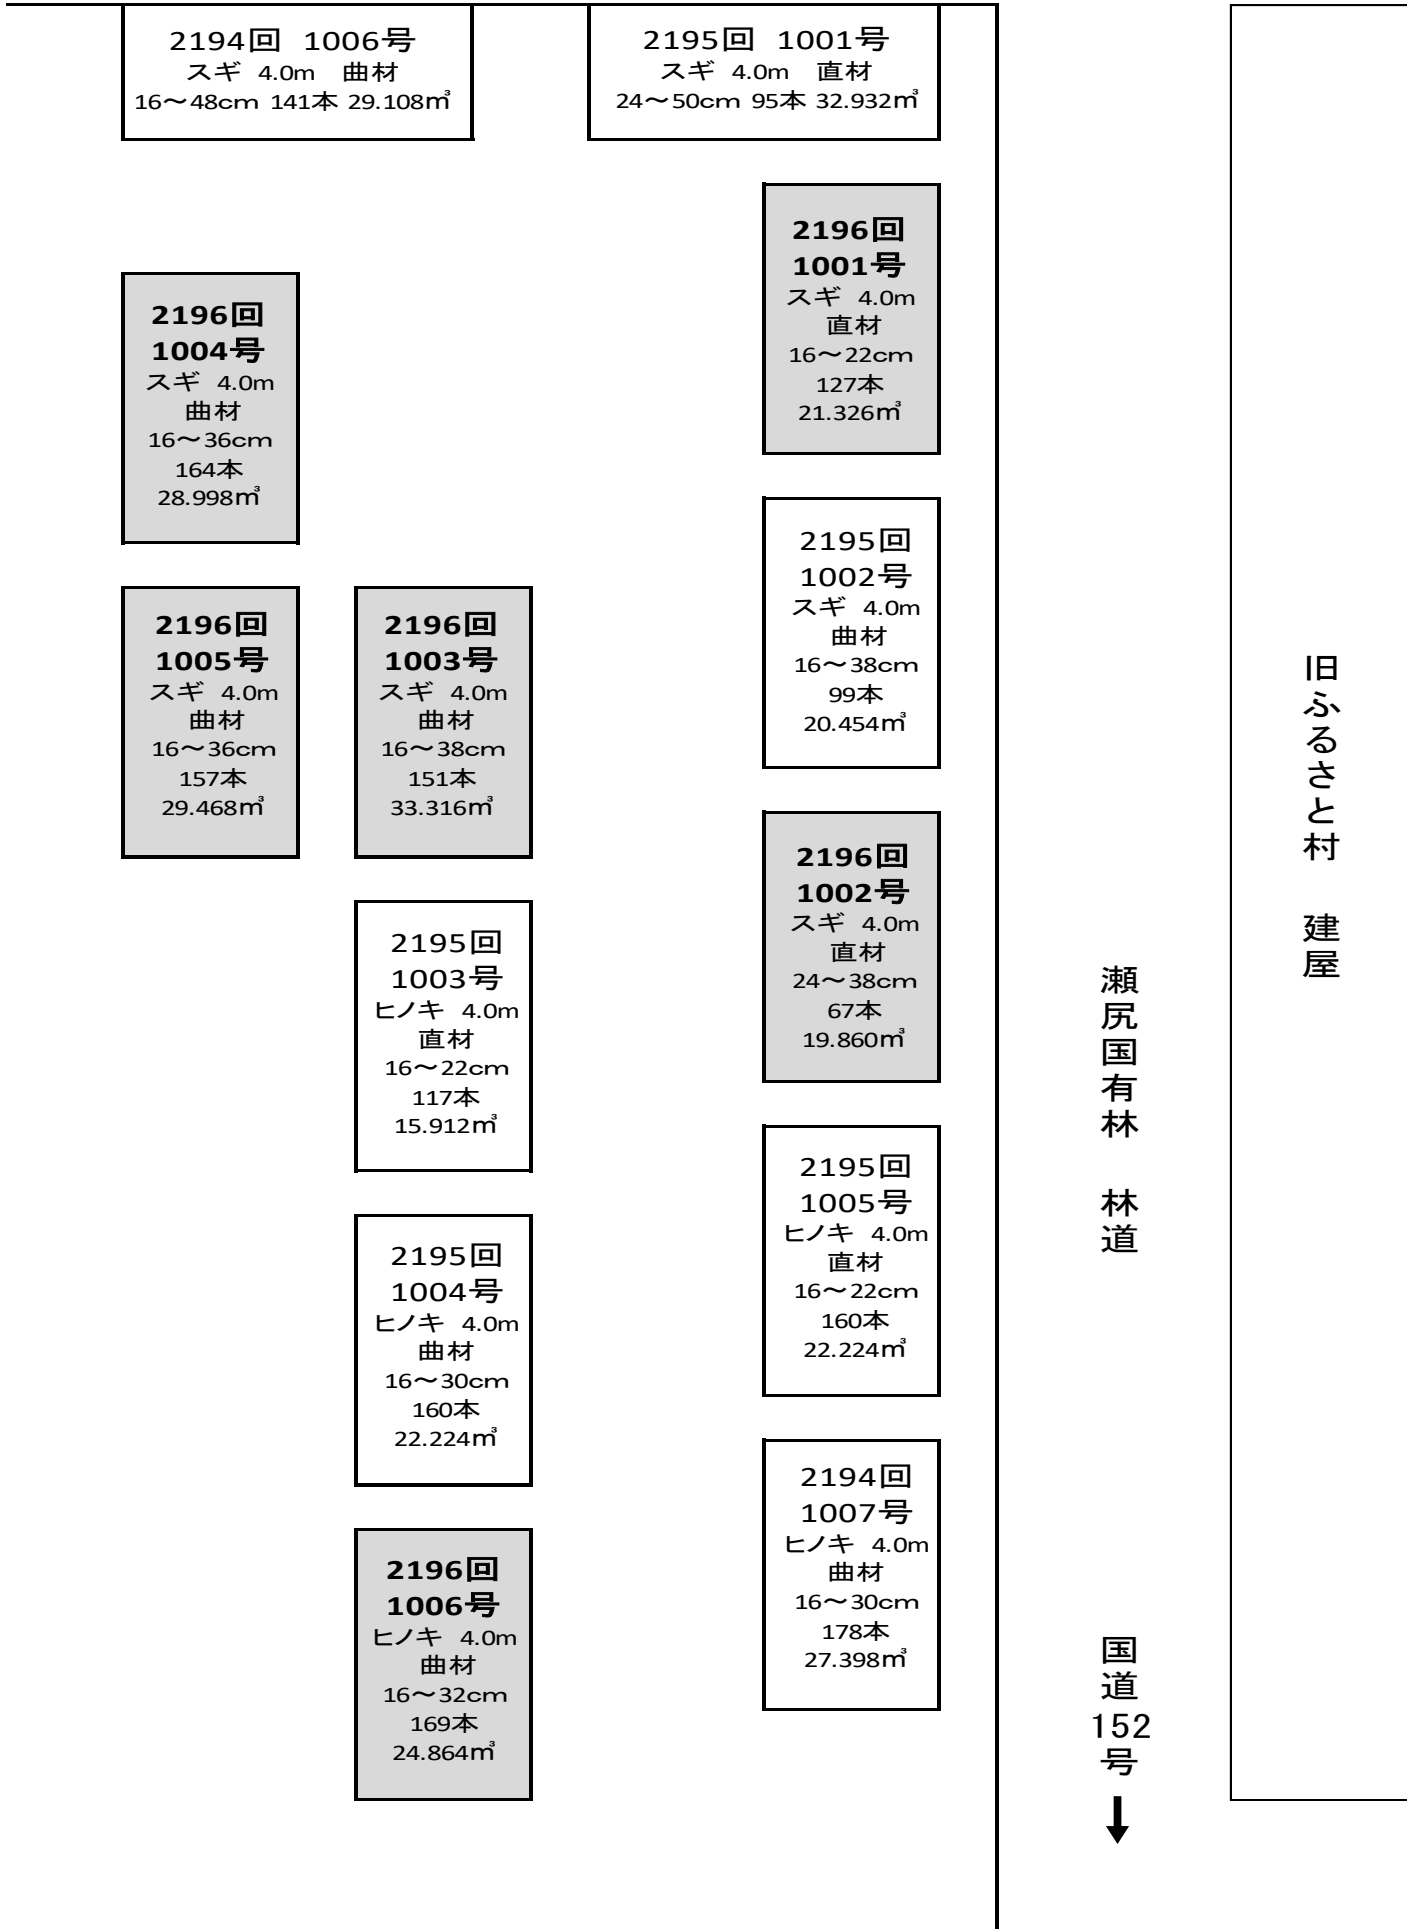 2194回 1006号
スギ 4.0m 曲材
16～48cm 141本 29.108㎥
2195回 1001号
スギ 4.0m 直材
24～50cm 95本 32.932㎥
2196回
1001号
スギ 4.0m
直材
16～22cm
127本
21.326㎥
2196回
1004号
スギ 4.0m
曲材
16～36cm
164本
28.998㎥
2195回
1002号
スギ 4.0m
曲材
16～38cm
99本
20.454㎥
2196回
1005号
スギ 4.0m
曲材
16～36cm
157本
29.468㎥
2196回
1003号
スギ 4.0m
曲材
16～38cm
151本
33.316㎥
2196回
1002号
スギ 4.0m
直材
24～38cm
67本
19.860㎥
2195回
1003号
ヒノキ 4.0m
直材
16～22cm
117本
15.912㎥
2195回
1005号
ヒノキ 4.0m
直材
16～22cm
160本
22.224㎥
2195回
1004号
ヒノキ 4.0m
曲材
16～30cm
160本
22.224㎥
2194回
1007号
ヒノキ 4.0m
曲材
16～30cm
178本
27.398㎥
2196回
1006号
ヒノキ 4.0m
曲材
16～32cm
169本
24.864㎥
瀬尻国有林 林道
国道152号
旧ふるさと村 建屋